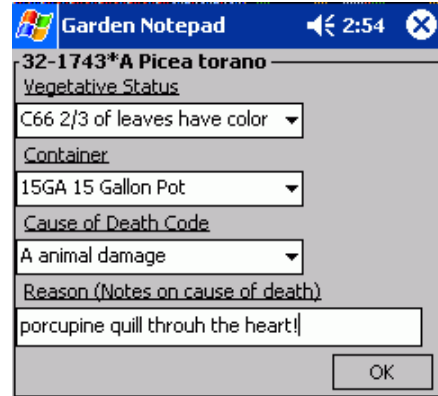 Garden Notepad 2:54
32-1743*A Picea torano
Vegetative Status
C66 2/3 of leaves have color
Container
15GA 15 Gallon Pot
Cause of Death Code
A animal damage
Reason (Notes on cause of death)
porcupine quill throuh the heart!
OK